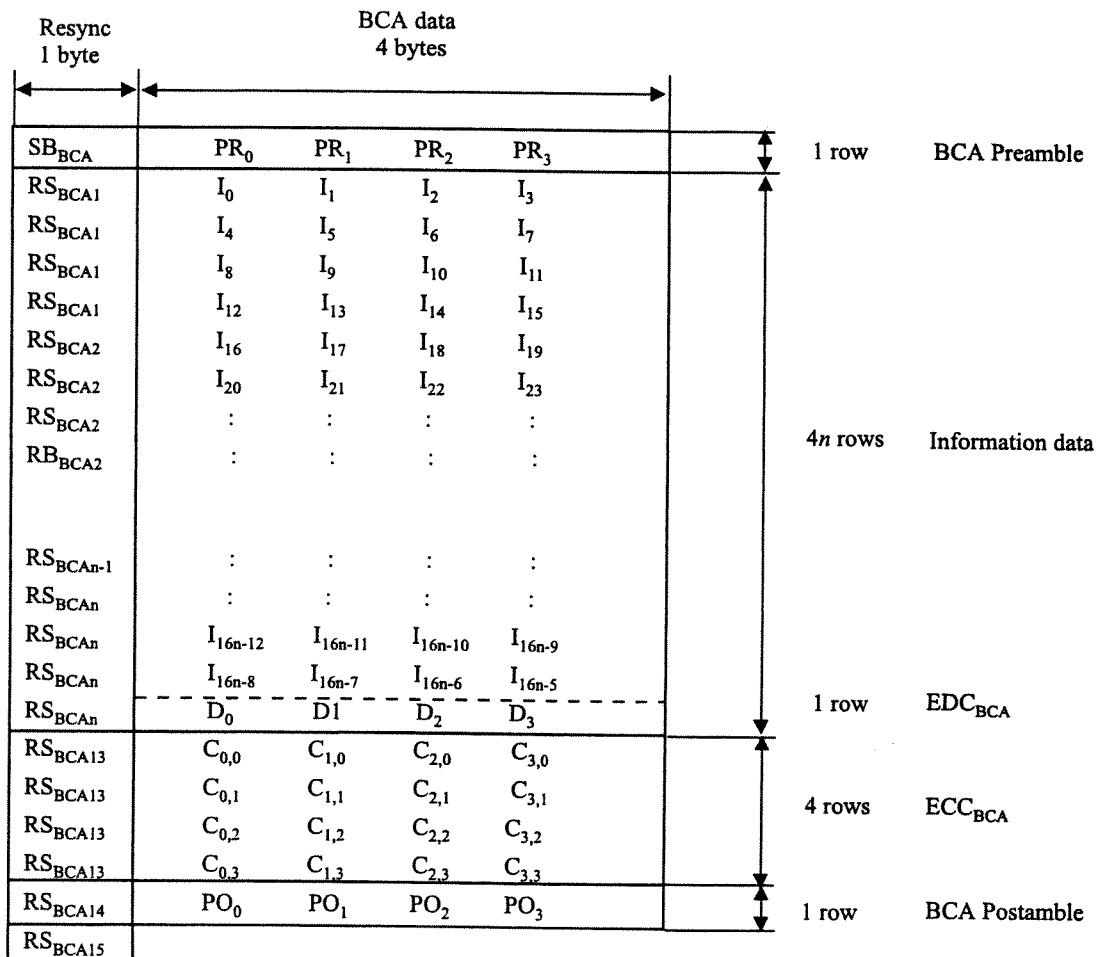 Resync
1 byte
BCA data
4 bytes
SB_BCA PR_0 PR_1 PR_2 PR_3 1 row BCA Preamble
RS_BCA1 I_0 I_1 I_2 I_3
RS_BCA1 I_4 I_5 I_6 I_7
RS_BCA1 I_8 I_9 I_10 I_11
RS_BCA1 I_12 I_13 I_14 I_15
RS_BCA2 I_16 I_17 I_18 I_19
RS_BCA2 I_20 I_21 I_22 I_23
RS_BCA2 : : : :
4n rows Information data
RB_BCA2 : : : :
RS_BCAn-1 : : : :
RS_BCAn : : : :
RS_BCAn I_16n-12 I_16n-11 I_16n-10 I_16n-9
RS_BCAn I_16n-8 I_16n-7 I_16n-6 I_16n-5
RS_BCAn D_0 D1 D_2 D_3 1 row EDC_BCA
RS_BCA13 C_0,0 C_1,0 C_2,0 C_3,0
RS_BCA13 C_0,1 C_1,1 C_2,1 C_3,1
4 rows ECC_BCA
RS_BCA13 C_0,2 C_1,2 C_2,2 C_3,2
RS_BCA13 C_0,3 C_1,3 C_2,3 C_3,3
RS_BCA14 PO_0 PO_1 PO_2 PO_3 1 row BCA Postamble
RS_BCA15